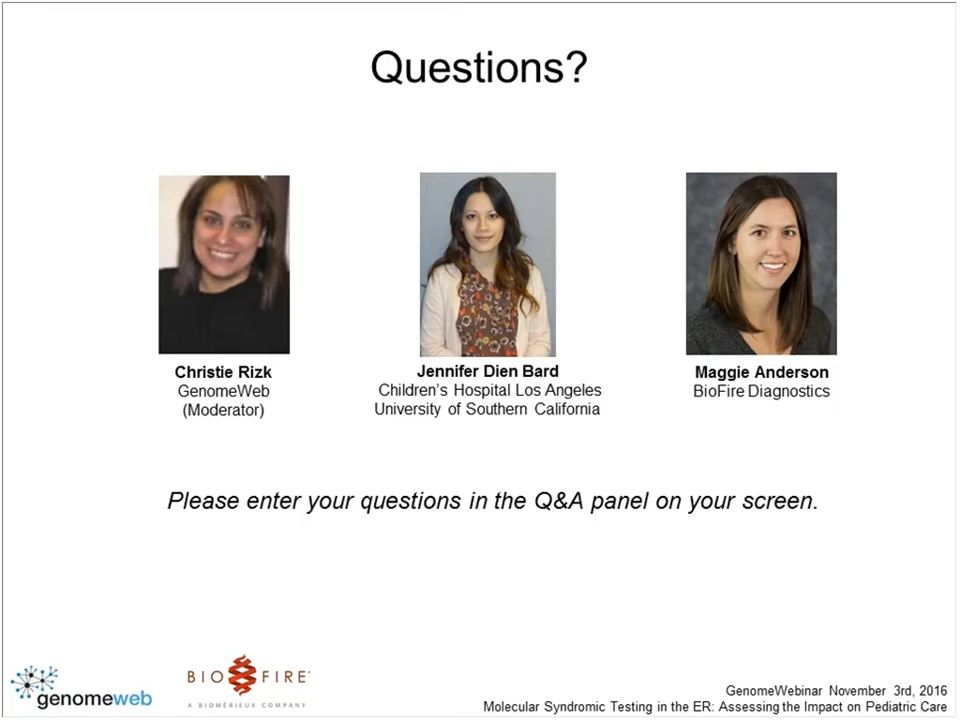 Questions?
Christie Rizk
GenomeWeb
(Moderator)
Jennifer Dien Bard
Children's Hospital Los Angeles
University of Southern California
Maggie Anderson
BioFire Diagnostics
Please enter your questions in the Q&A panel on your screen.
genomeweb
BIO FIRE
A BIOMÉRIEUX COMPANY
GenomeWebinar November 3rd, 2016
Molecular Syndromic Testing in the ER: Assessing the Impact on Pediatric Care